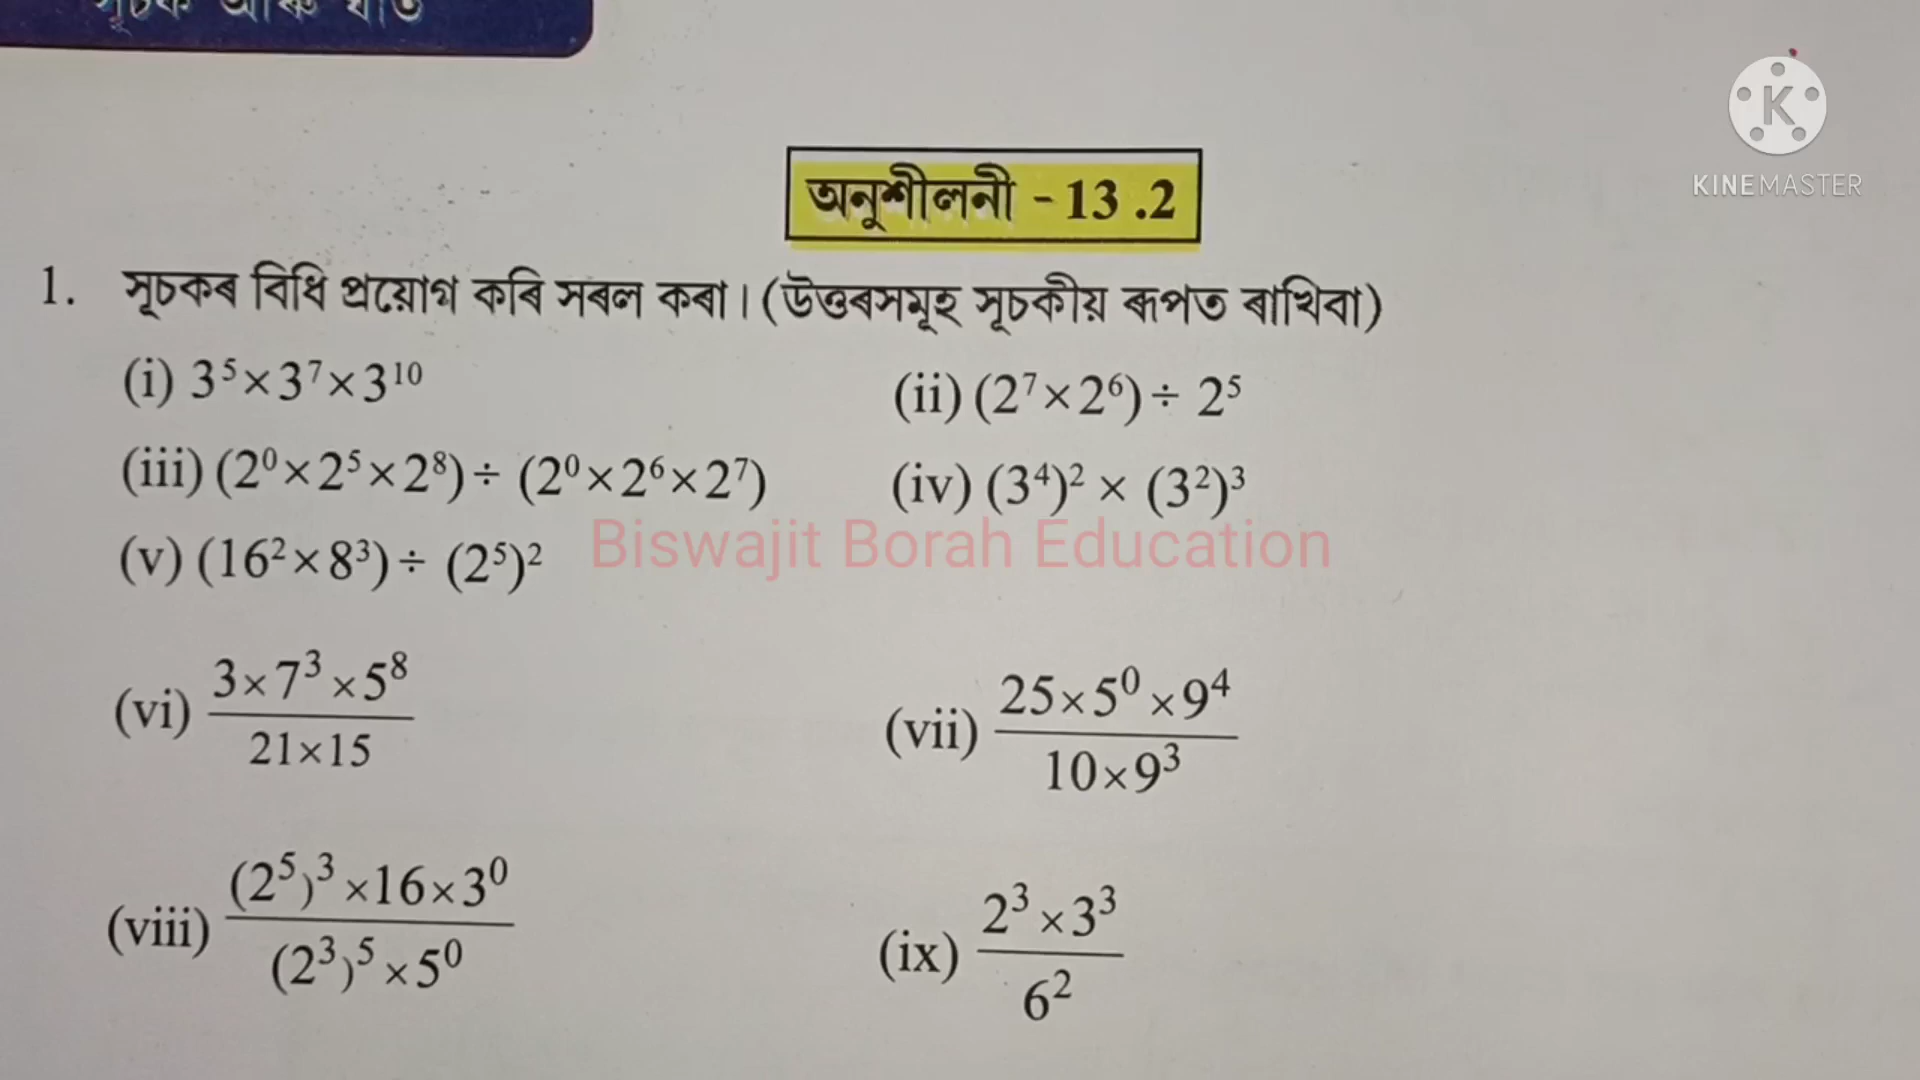 সূচক আৰু ঘাত
KINEMASTER
অনুশীলনী - 13 .2
1. সূচকৰ বিধি প্ৰয়োগ কৰি সৰল কৰা। (উত্তৰসমূহ সূচকীয় ৰূপত ৰাখিবা)
(i) 3⁵×3⁷×3¹⁰ (ii) (2⁷×2⁶) ÷ 2⁵
(iii) (2⁰×2⁵×2⁸) ÷ (2⁰×2⁶×2⁷) (iv) (3⁴)² × (3²)³
(v) (16²×8³) ÷ (2⁵)² Biswajit Borah Education
(vi) 3×7³×5⁸ / 21×15 (vii) 25×5⁰×9⁴ / 10×9³
(viii) (2⁵)³×16×3⁰ / (2³)⁵×5⁰ (ix) 2³×3³ / 6²